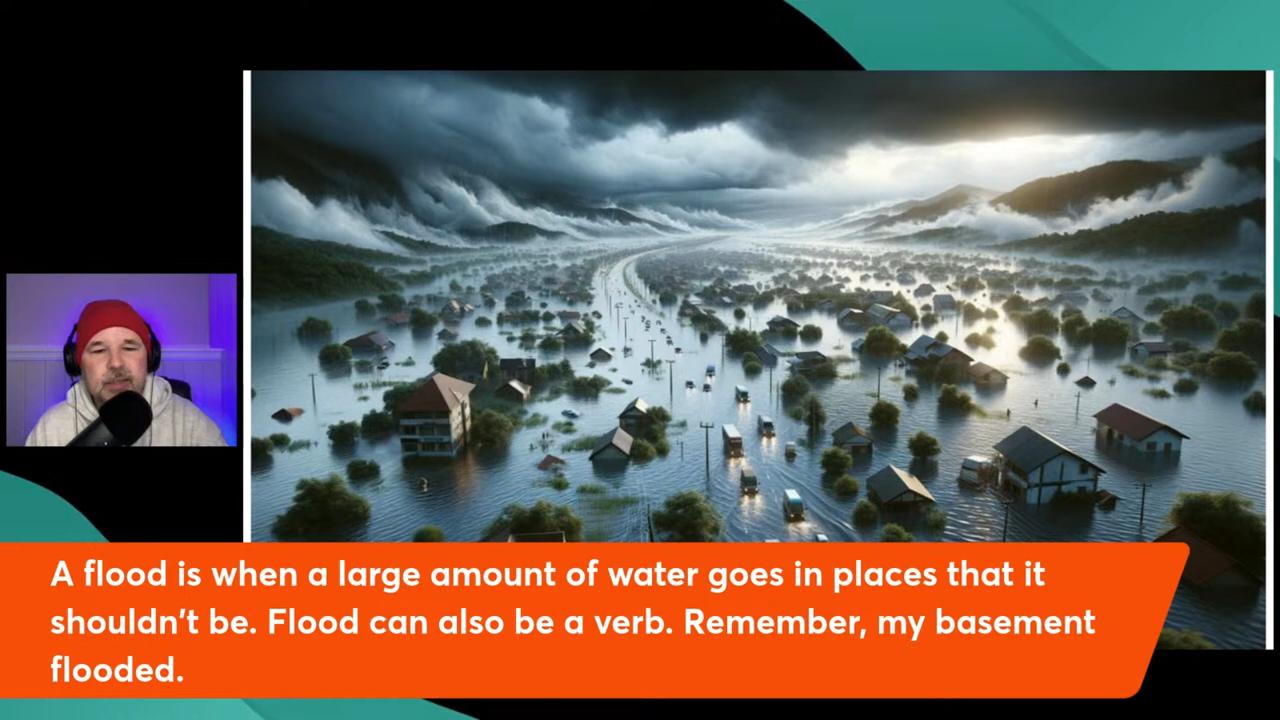 A flood is when a large amount of water goes in places that it
shouldn't be. Flood can also be a verb. Remember, my basement
flooded.